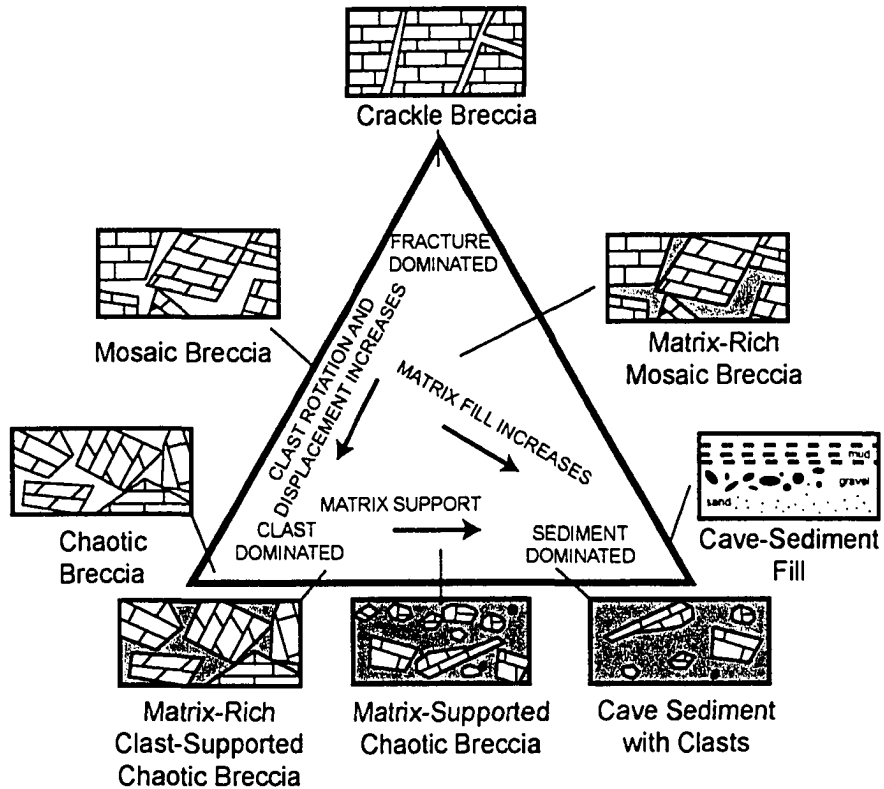 Crackle Breccia
FRACTURE
DOMINATED
Mosaic Breccia
Matrix-Rich
Mosaic Breccia
CLAST ROTATION AND
DISPLACEMENT INCREASES
MATRIX FILL INCREASES
mud
gravel
sand
Chaotic
Breccia
MATRIX SUPPORT
CLAST
DOMINATED
SEDIMENT
DOMINATED
Cave-Sediment
Fill
Matrix-Rich
Clast-Supported
Chaotic Breccia
Matrix-Supported
Chaotic Breccia
Cave Sediment
with Clasts